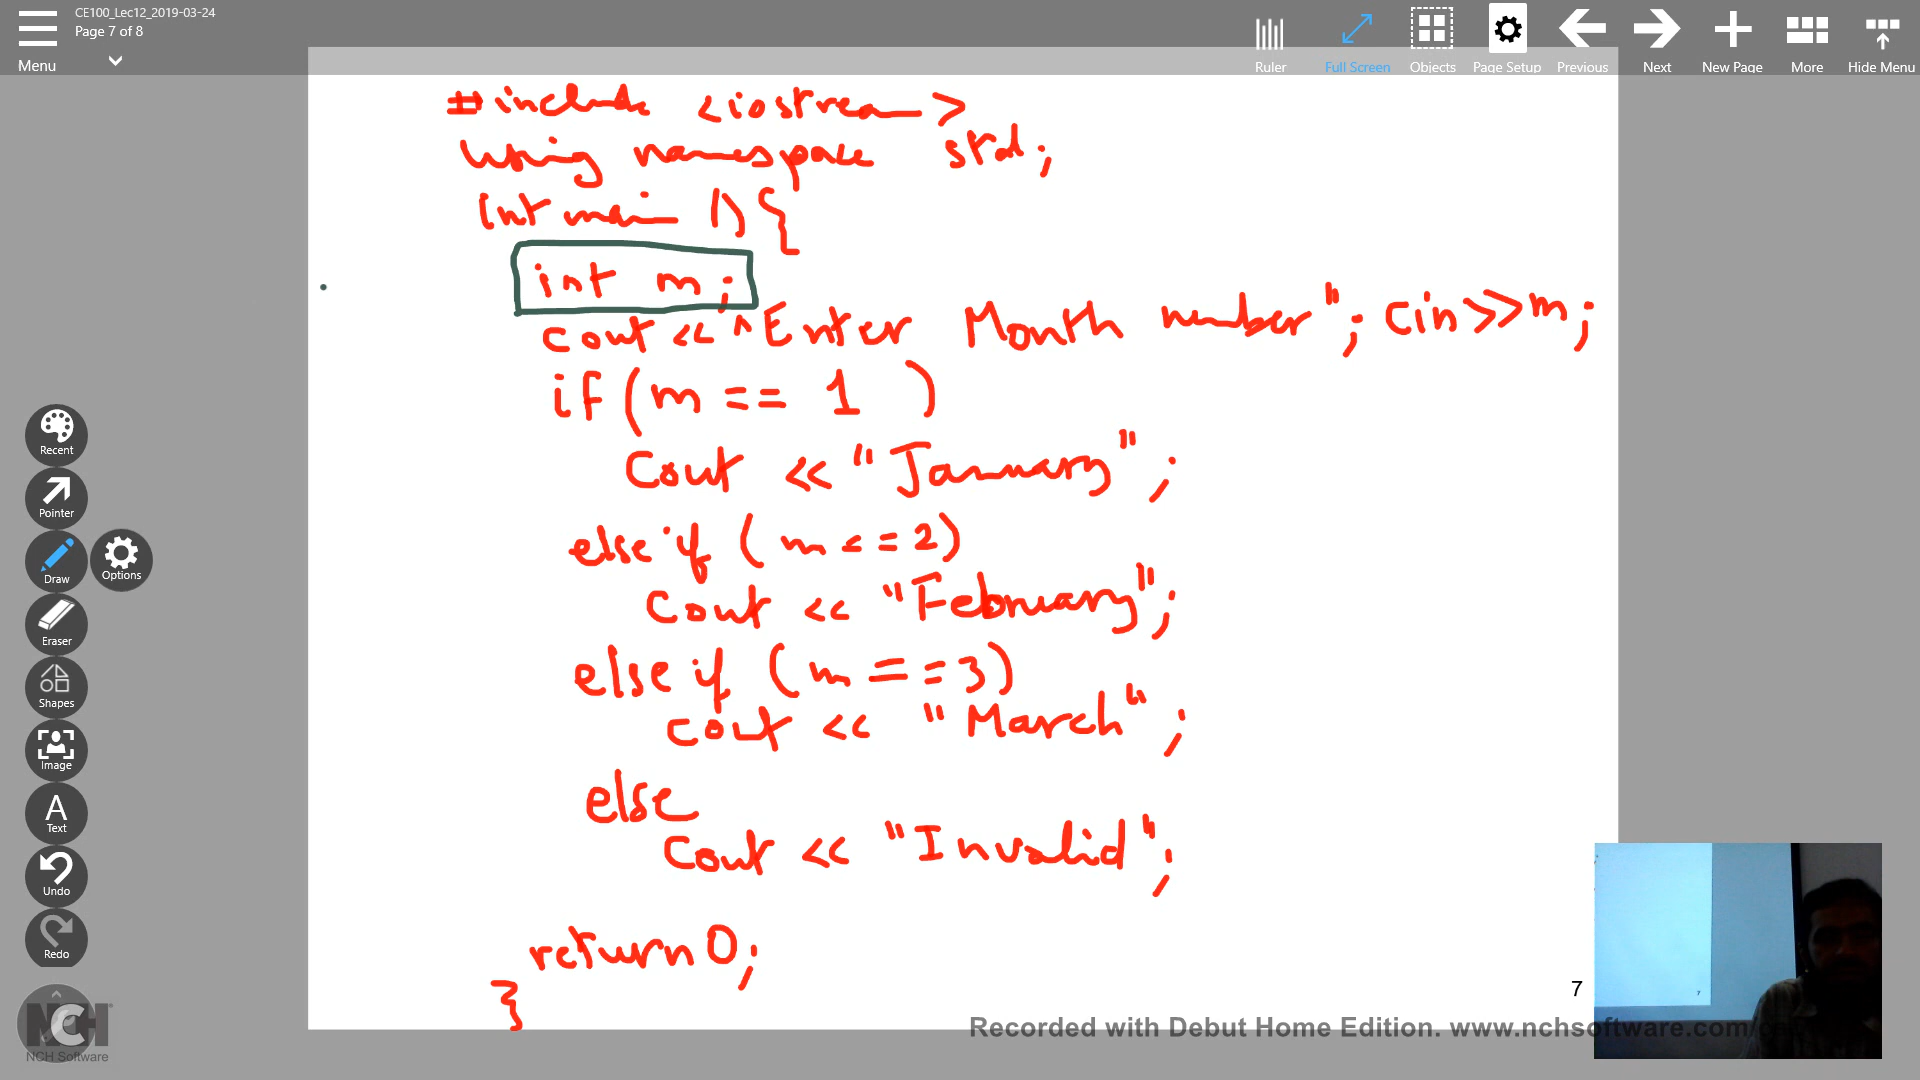 CE100_Lec12_2019-03-24
Page 7 of 8
Menu
Ruler
Full Screen
Objects
Page Setup
Previous
Next
New Page
More
Hide Menu
#include <iostream>
using namespace std;
int main () {
int m;
cout << "Enter Month number"; cin>>m;
if (m == 1 )
cout << "January";
else if (m <= 2)
cout << "February";
else if (m == 3)
cout << "March";
else
cout << "Invalid";
return 0;
}
Recent
Pointer
Draw
Options
Eraser
Shapes
Image
A
Text
Undo
Redo
NCH
NCH Software
7
7
Recorded with Debut Home Edition. www.nchsoftware.com/